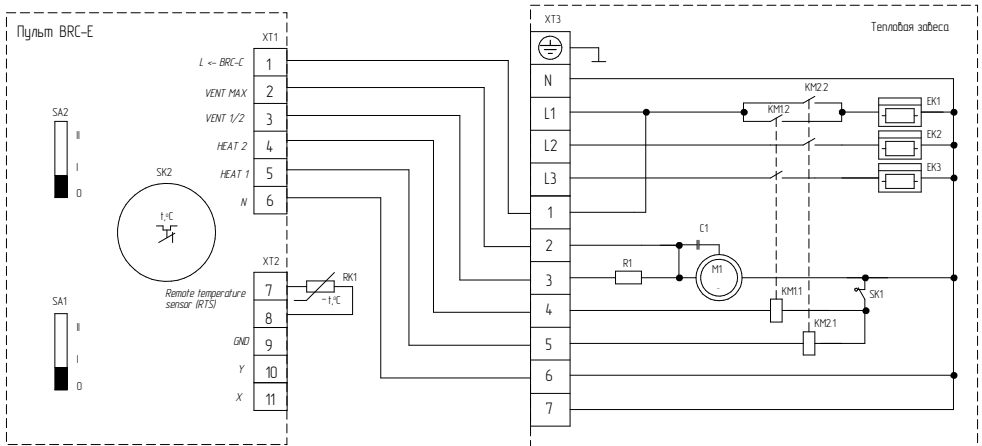 Пульт BRC-E
XT1
L <- BRC-C
1
VENT MAX
2
VENT 1/2
3
HEAT 2
4
HEAT 1
5
N
6
SA2
II
I
0
SK2
t,°C
XT2
Remote temperature
sensor (RTS)
7
8
GND
9
Y
10
X
11
RK1
-t,°C
SA1
II
I
0
XT3
Тепловая завеса
N
L1
L2
L3
1
2
3
4
5
6
7
KM2.2
KM1.2
EK1
EK2
EK3
C1
R1
M1
KM1.1
SK1
KM2.1